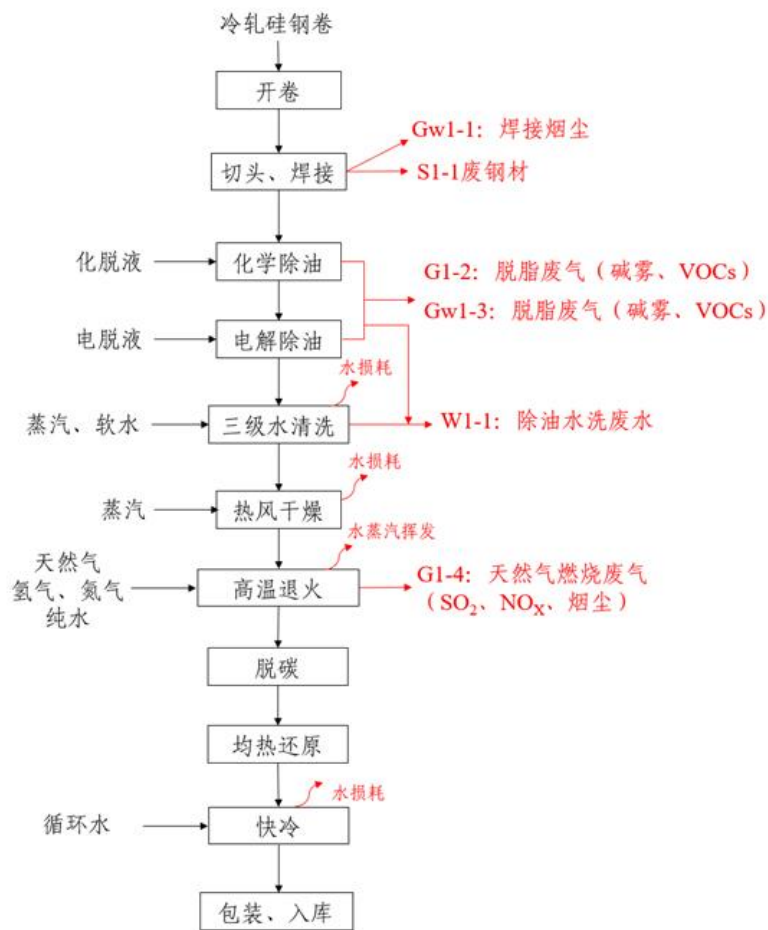 冷轧硅钢卷
开卷
Gw1-1：焊接烟尘
切头、焊接
S1-1废钢材
化脱液
化学除油
G1-2：脱脂废气（碱雾、VOCs）
Gw1-3：脱脂废气（碱雾、VOCs）
电脱液
电解除油
水损耗
蒸汽、软水
三级水清洗
W1-1：除油水洗废水
水损耗
蒸汽
热风干燥
水蒸汽挥发
天然气
氢气、氮气
纯水
高温退火
G1-4：天然气燃烧废气
（SO₂、NOₓ、烟尘）
脱碳
均热还原
水损耗
循环水
快冷
包装、入库